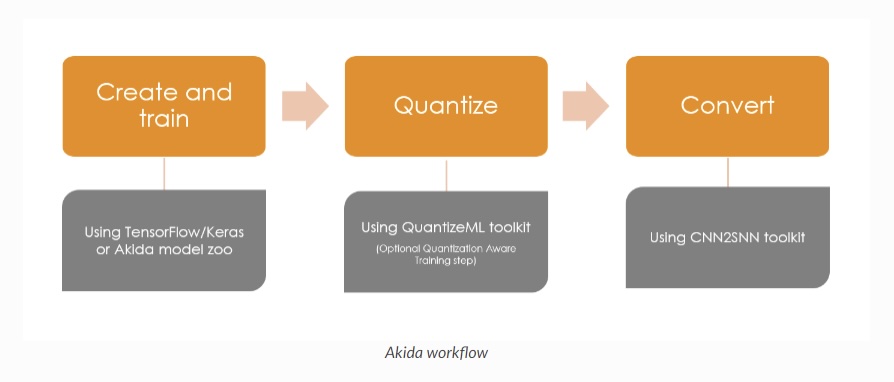 Create and
train
Quantize
Convert
Using TensorFlow/Keras
or Akida model zoo
Using QuantizeML toolkit
(Optional Quantization Aware
Training step)
Using CNN2SNN toolkit
Akida workflow